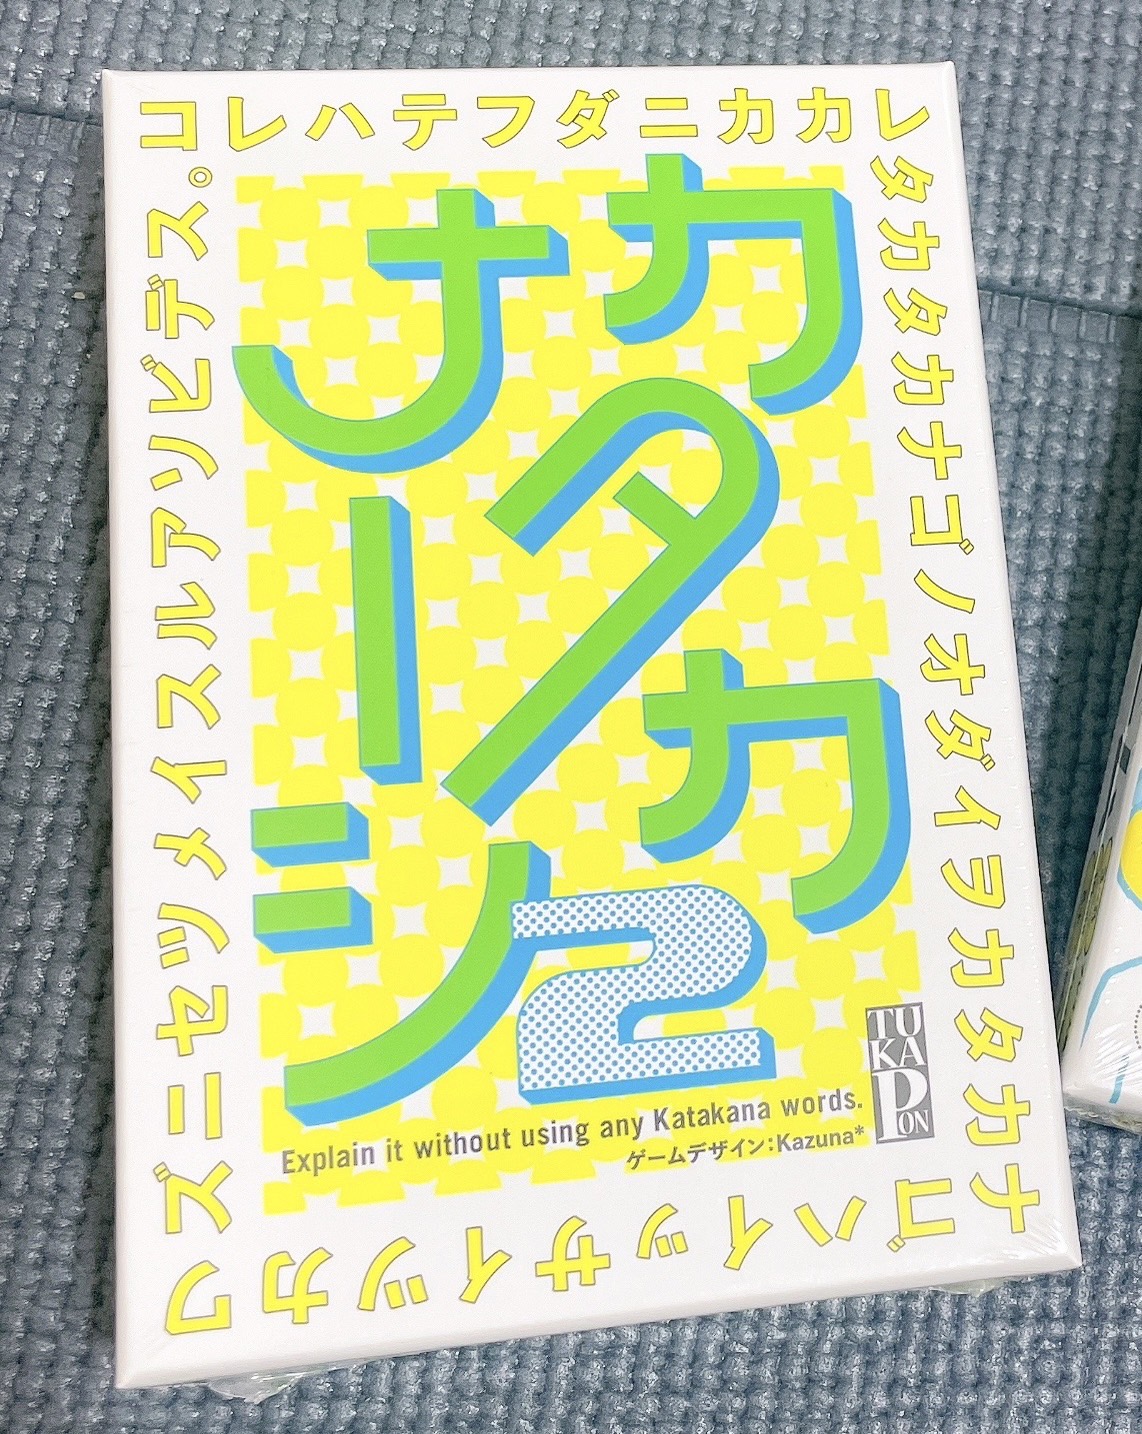 コレハテフダニカカレ
タカタカナゴノオダイヲカタカナ
ゴハイッサイツカワ
ズニセツメイスルアソビデス。
カタカ
ナーシ
2
Explain it without using any Katakana words.
ゲームデザイン:Kazuna*
TU
KA
P
ON